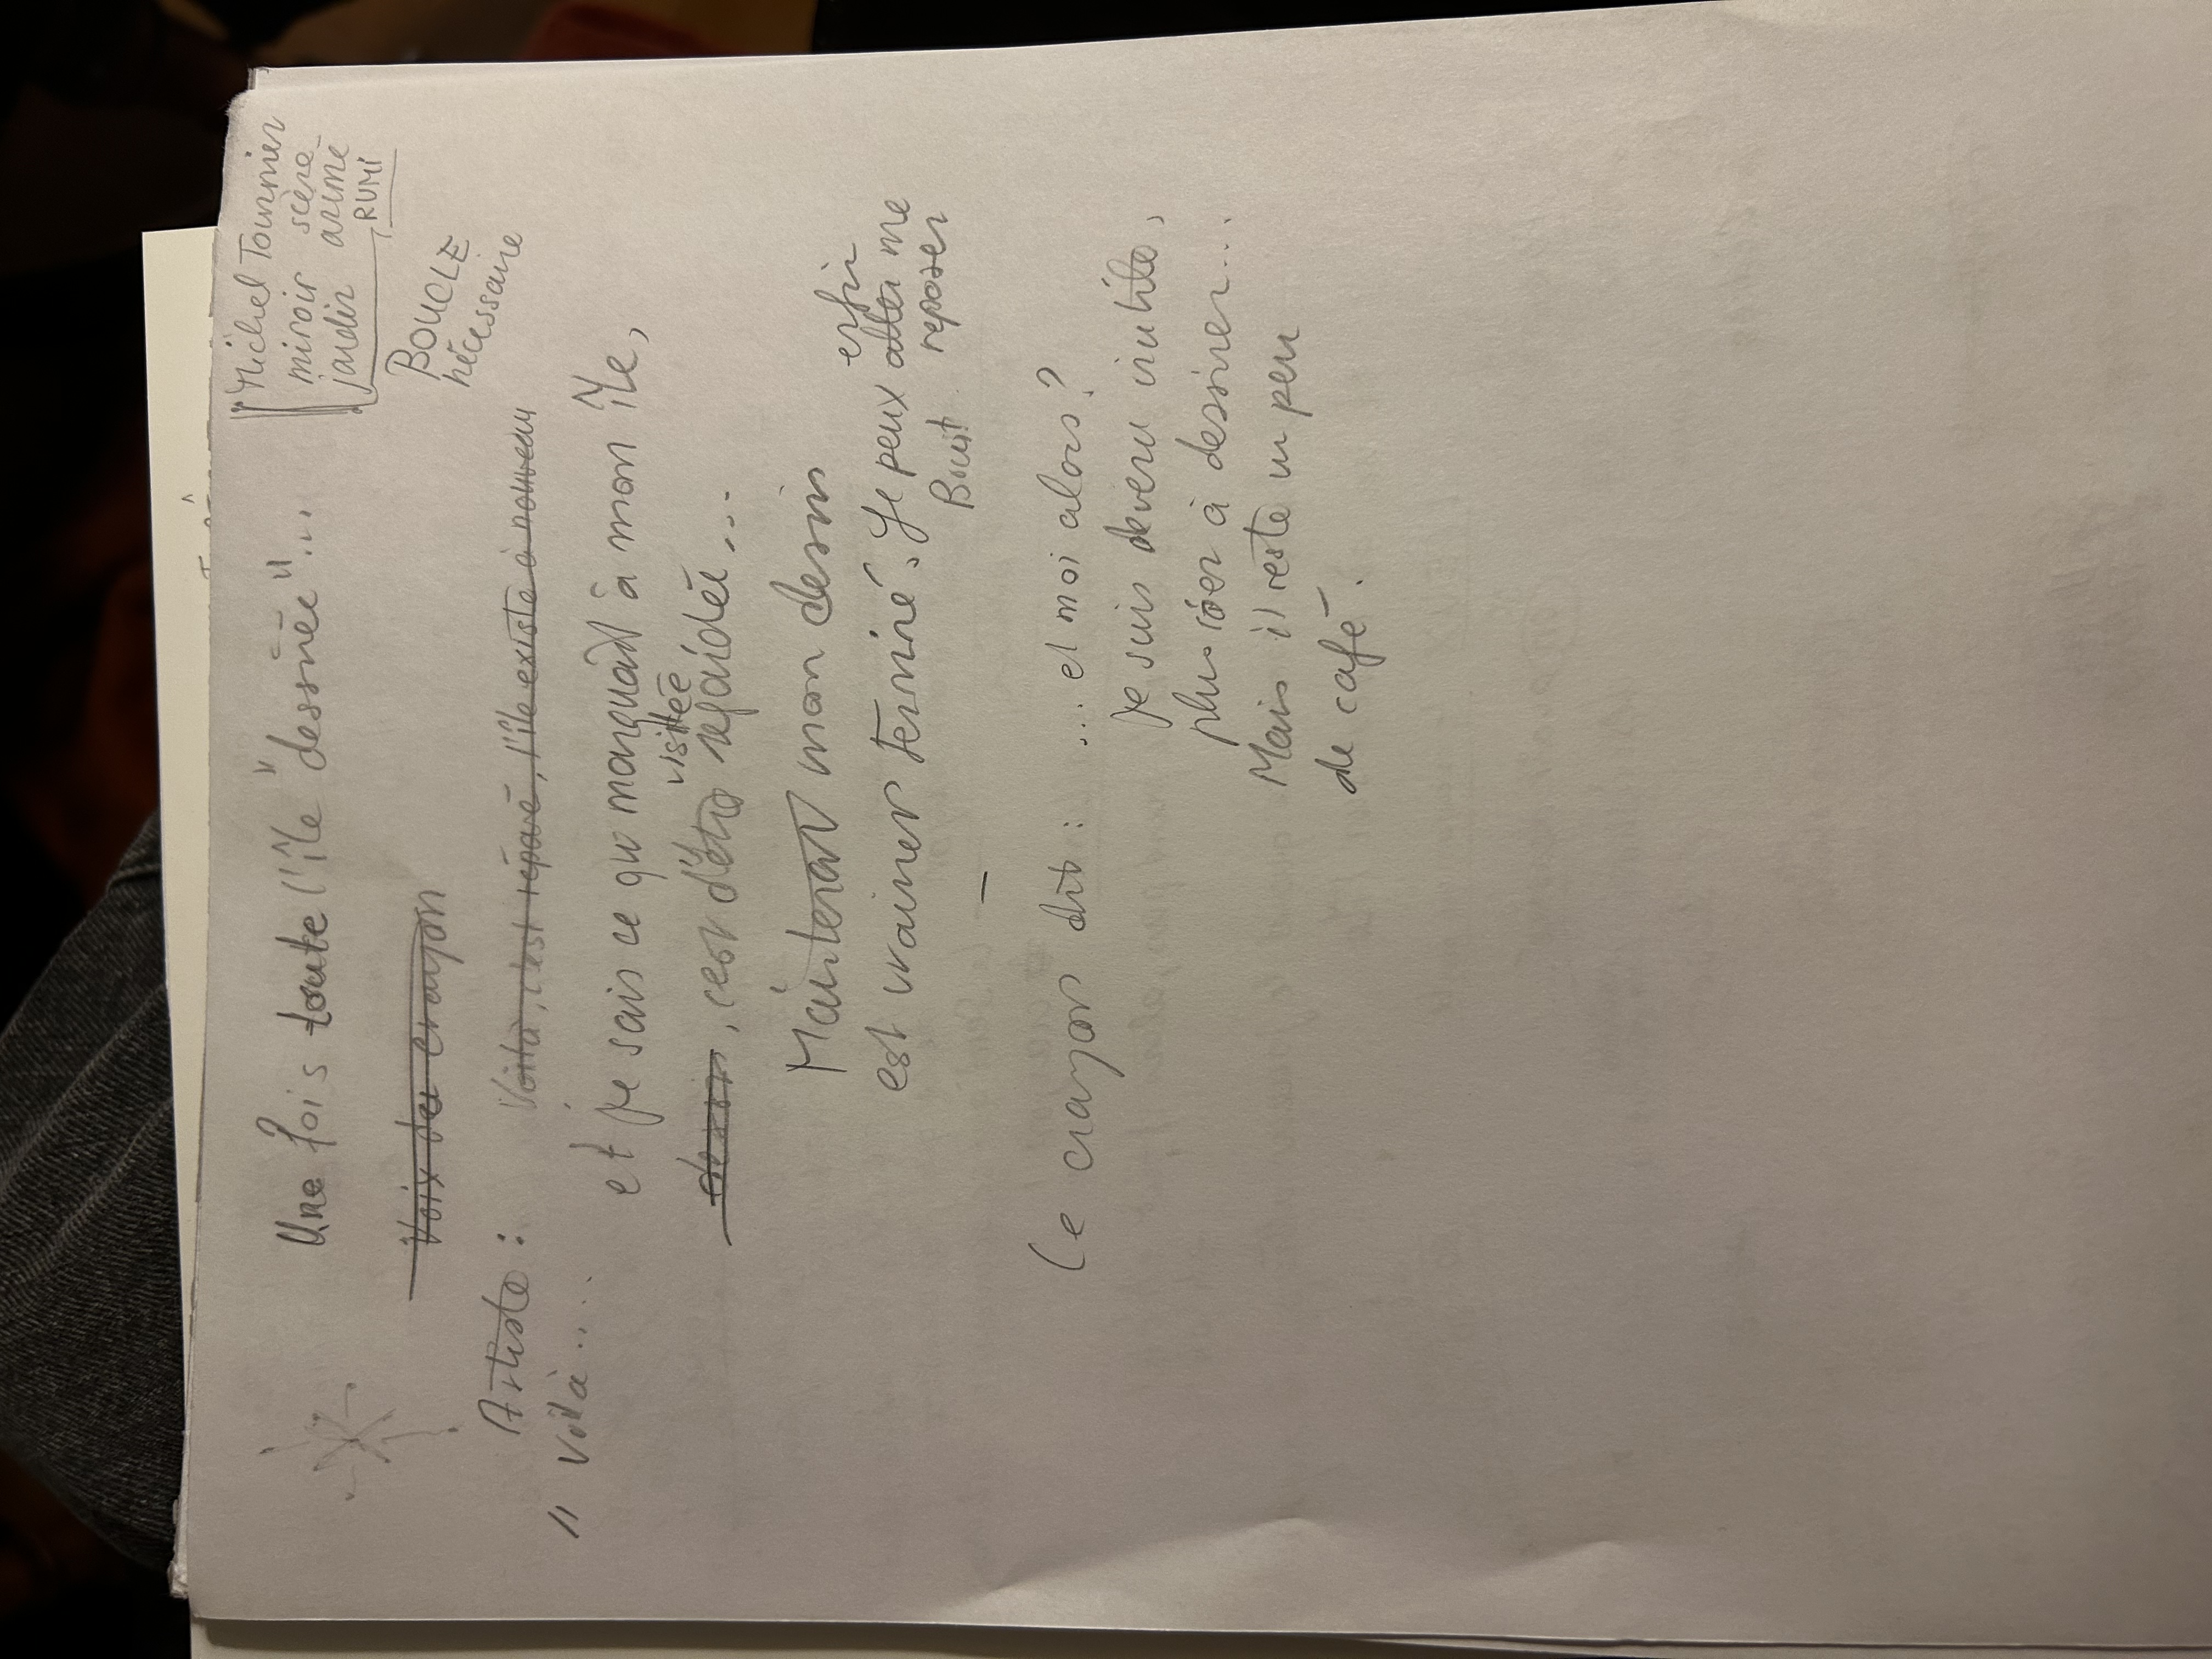 Une fois toute l'île "dessinée"...
Michel Tournier
miroir scène
jardin animé
RUMI
BOUCLE
nécessaire
Voix du crayon
Artiste :
Voilà, c'est réparé, l'île existe à nouveau
" Voilà....
et je sais ce qui manquait à mon île,
visitée,
dessin, c'est d'être regardée...
Maintenant mon dessin
enfin
est vraiment terminé. Je peux aller me
reposer
Bruit
Le crayon dit : ... et moi alors?
Je suis devenu inutile,
plus rien à dessiner...
Mais il reste un peu
de café.